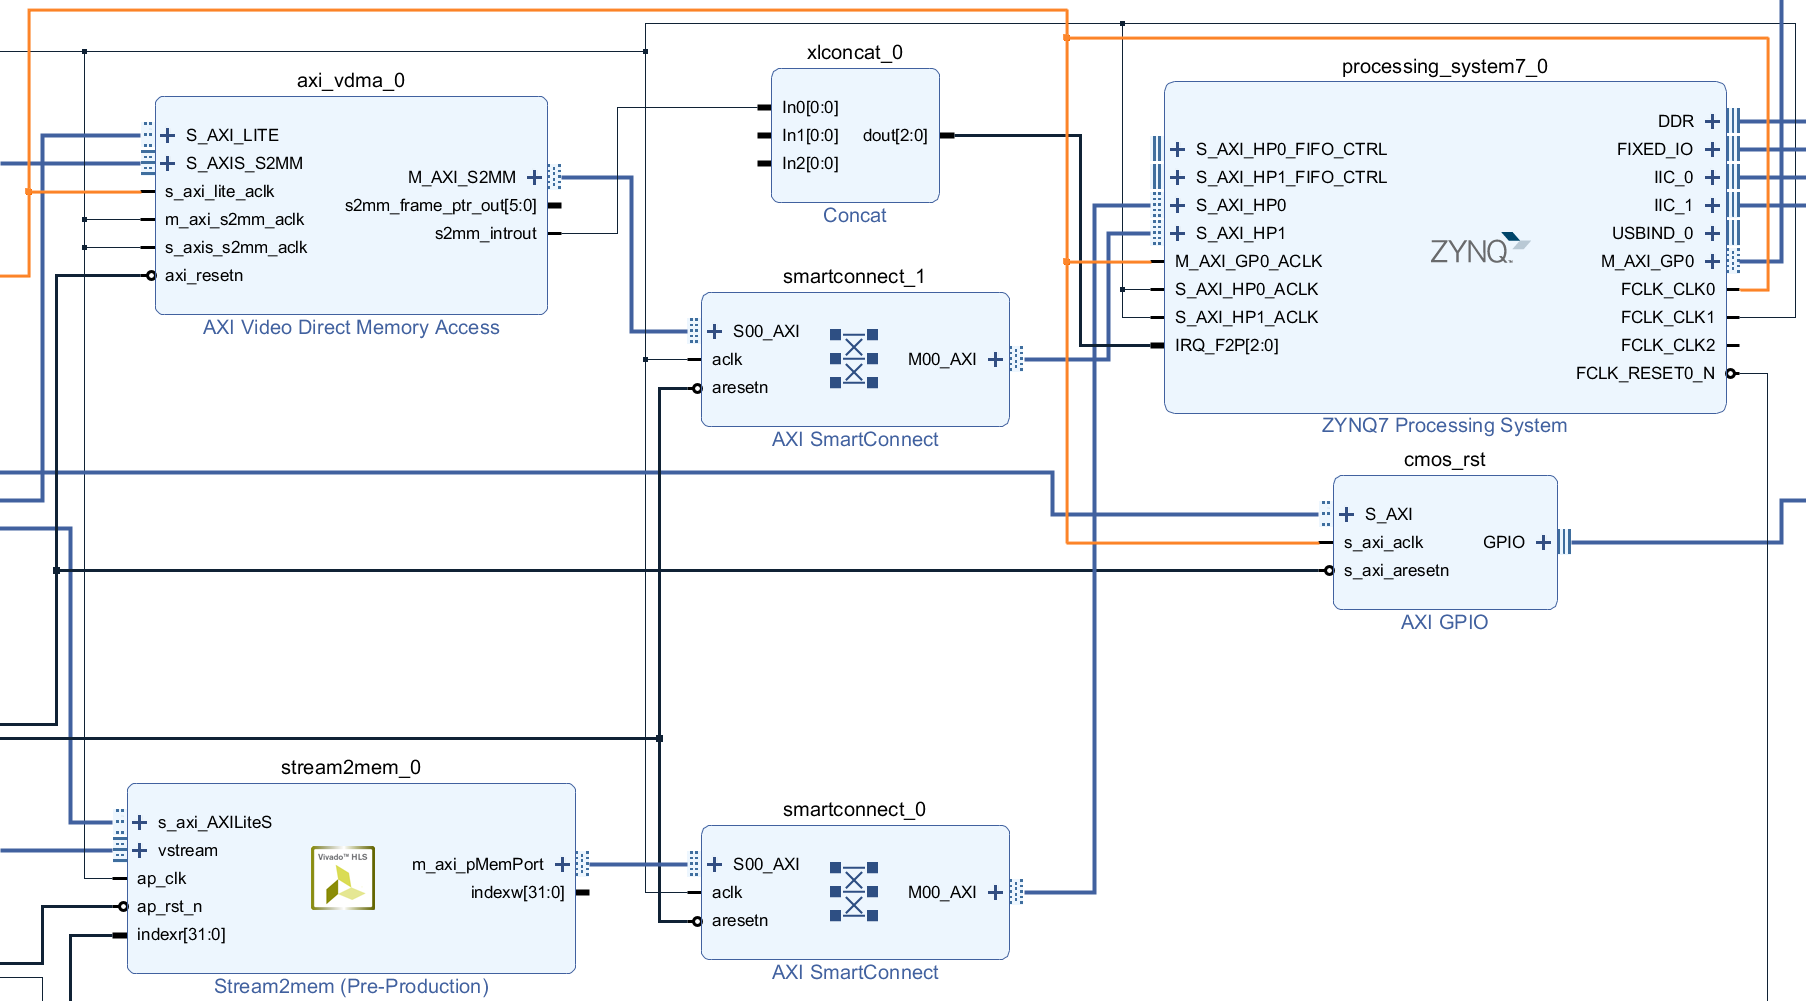 axi_vdma_0
S_AXI_LITE
S_AXIS_S2MM
s_axi_lite_aclk
m_axi_s2mm_aclk
s_axis_s2mm_aclk
axi_resetn
M_AXI_S2MM
s2mm_frame_ptr_out[5:0]
s2mm_introut
AXI Video Direct Memory Access
xlconcat_0
In0[0:0]
In1[0:0]
In2[0:0]
dout[2:0]
Concat
smartconnect_1
S00_AXI
aclk
aresetn
M00_AXI
AXI SmartConnect
processing_system7_0
S_AXI_HP0_FIFO_CTRL
S_AXI_HP1_FIFO_CTRL
S_AXI_HP0
S_AXI_HP1
M_AXI_GP0_ACLK
S_AXI_HP0_ACLK
S_AXI_HP1_ACLK
IRQ_F2P[2:0]
ZYNQ
DDR
FIXED_IO
IIC_0
IIC_1
USBIND_0
M_AXI_GP0
FCLK_CLK0
FCLK_CLK1
FCLK_CLK2
FCLK_RESET0_N
ZYNQ7 Processing System
cmos_rst
S_AXI
s_axi_aclk
s_axi_aresetn
GPIO
AXI GPIO
stream2mem_0
s_axi_AXILiteS
vstream
ap_clk
ap_rst_n
indexr[31:0]
Vivado™ HLS
m_axi_pMemPort
indexw[31:0]
Stream2mem (Pre-Production)
smartconnect_0
S00_AXI
aclk
aresetn
M00_AXI
AXI SmartConnect